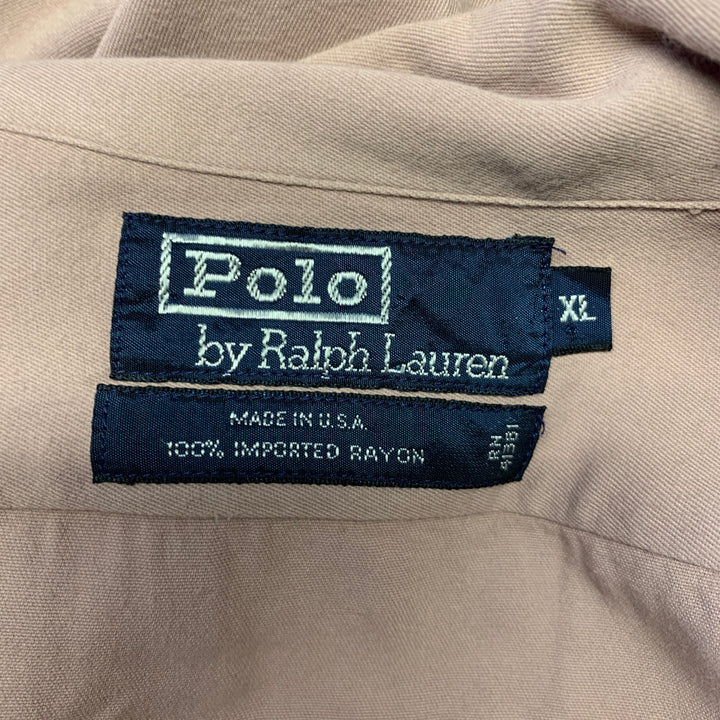 Polo
by Ralph Lauren
XL
MADE IN U.S.A.
100% IMPORTED RAYON
RN
41381